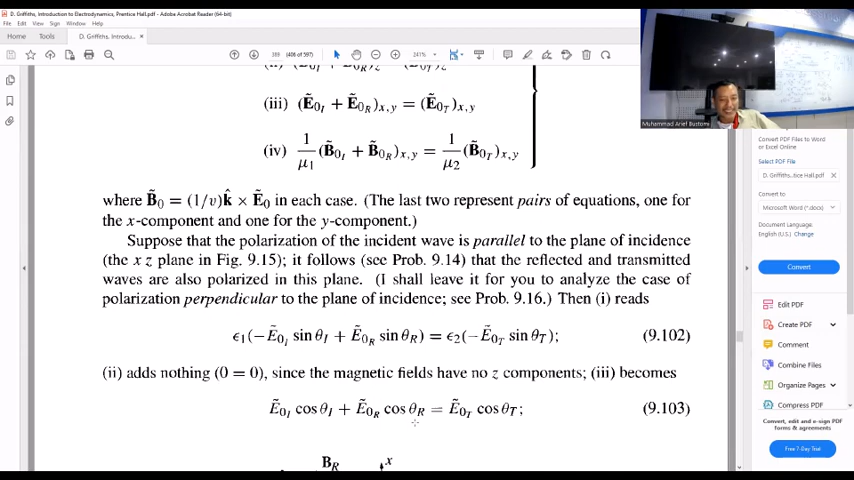 D. Griffiths, Introduction to Electrodynamics, Prentice Hall.pdf - Adobe Acrobat Reader (64-bit)
File Edit View Sign Window Help
Home Tools D. Griffiths, Introdu... ×
389 (406 of 597) 241%
(iii) (Ẽ₀I + Ẽ₀R)x,y = (Ẽ₀T)x,y
(iv) 1/μ1 (B̃₀I + B̃₀R)x,y = 1/μ2 (B̃₀T)x,y
where B̃₀ = (1/v)k̂ × Ẽ₀ in each case. (The last two represent pairs of equations, one for
the x-component and one for the y-component.)
Suppose that the polarization of the incident wave is parallel to the plane of incidence
(the x z plane in Fig. 9.15); it follows (see Prob. 9.14) that the reflected and transmitted
waves are also polarized in this plane. (I shall leave it for you to analyze the case of
polarization perpendicular to the plane of incidence; see Prob. 9.16.) Then (i) reads
ϵ1(−Ẽ₀I sin θI + Ẽ₀R sin θR) = ϵ2(−Ẽ₀T sin θT); (9.102)
(ii) adds nothing (0 = 0), since the magnetic fields have no z components; (iii) becomes
Ẽ₀I cos θI + Ẽ₀R cos θR = Ẽ₀T cos θT; (9.103)
BR x
Muhammad Arief Bustomi
Convert PDF Files to Word
or Excel Online
Select PDF File
D. Griffiths...tice Hall.pdf ×
Convert to
Microsoft Word (*.docx)
Document Language:
English (U.S.) Change
Convert
Edit PDF
Create PDF
Comment
Combine Files
Organize Pages
Compress PDF
Convert, edit and e-sign PDF
forms & agreements
Free 7-Day Trial